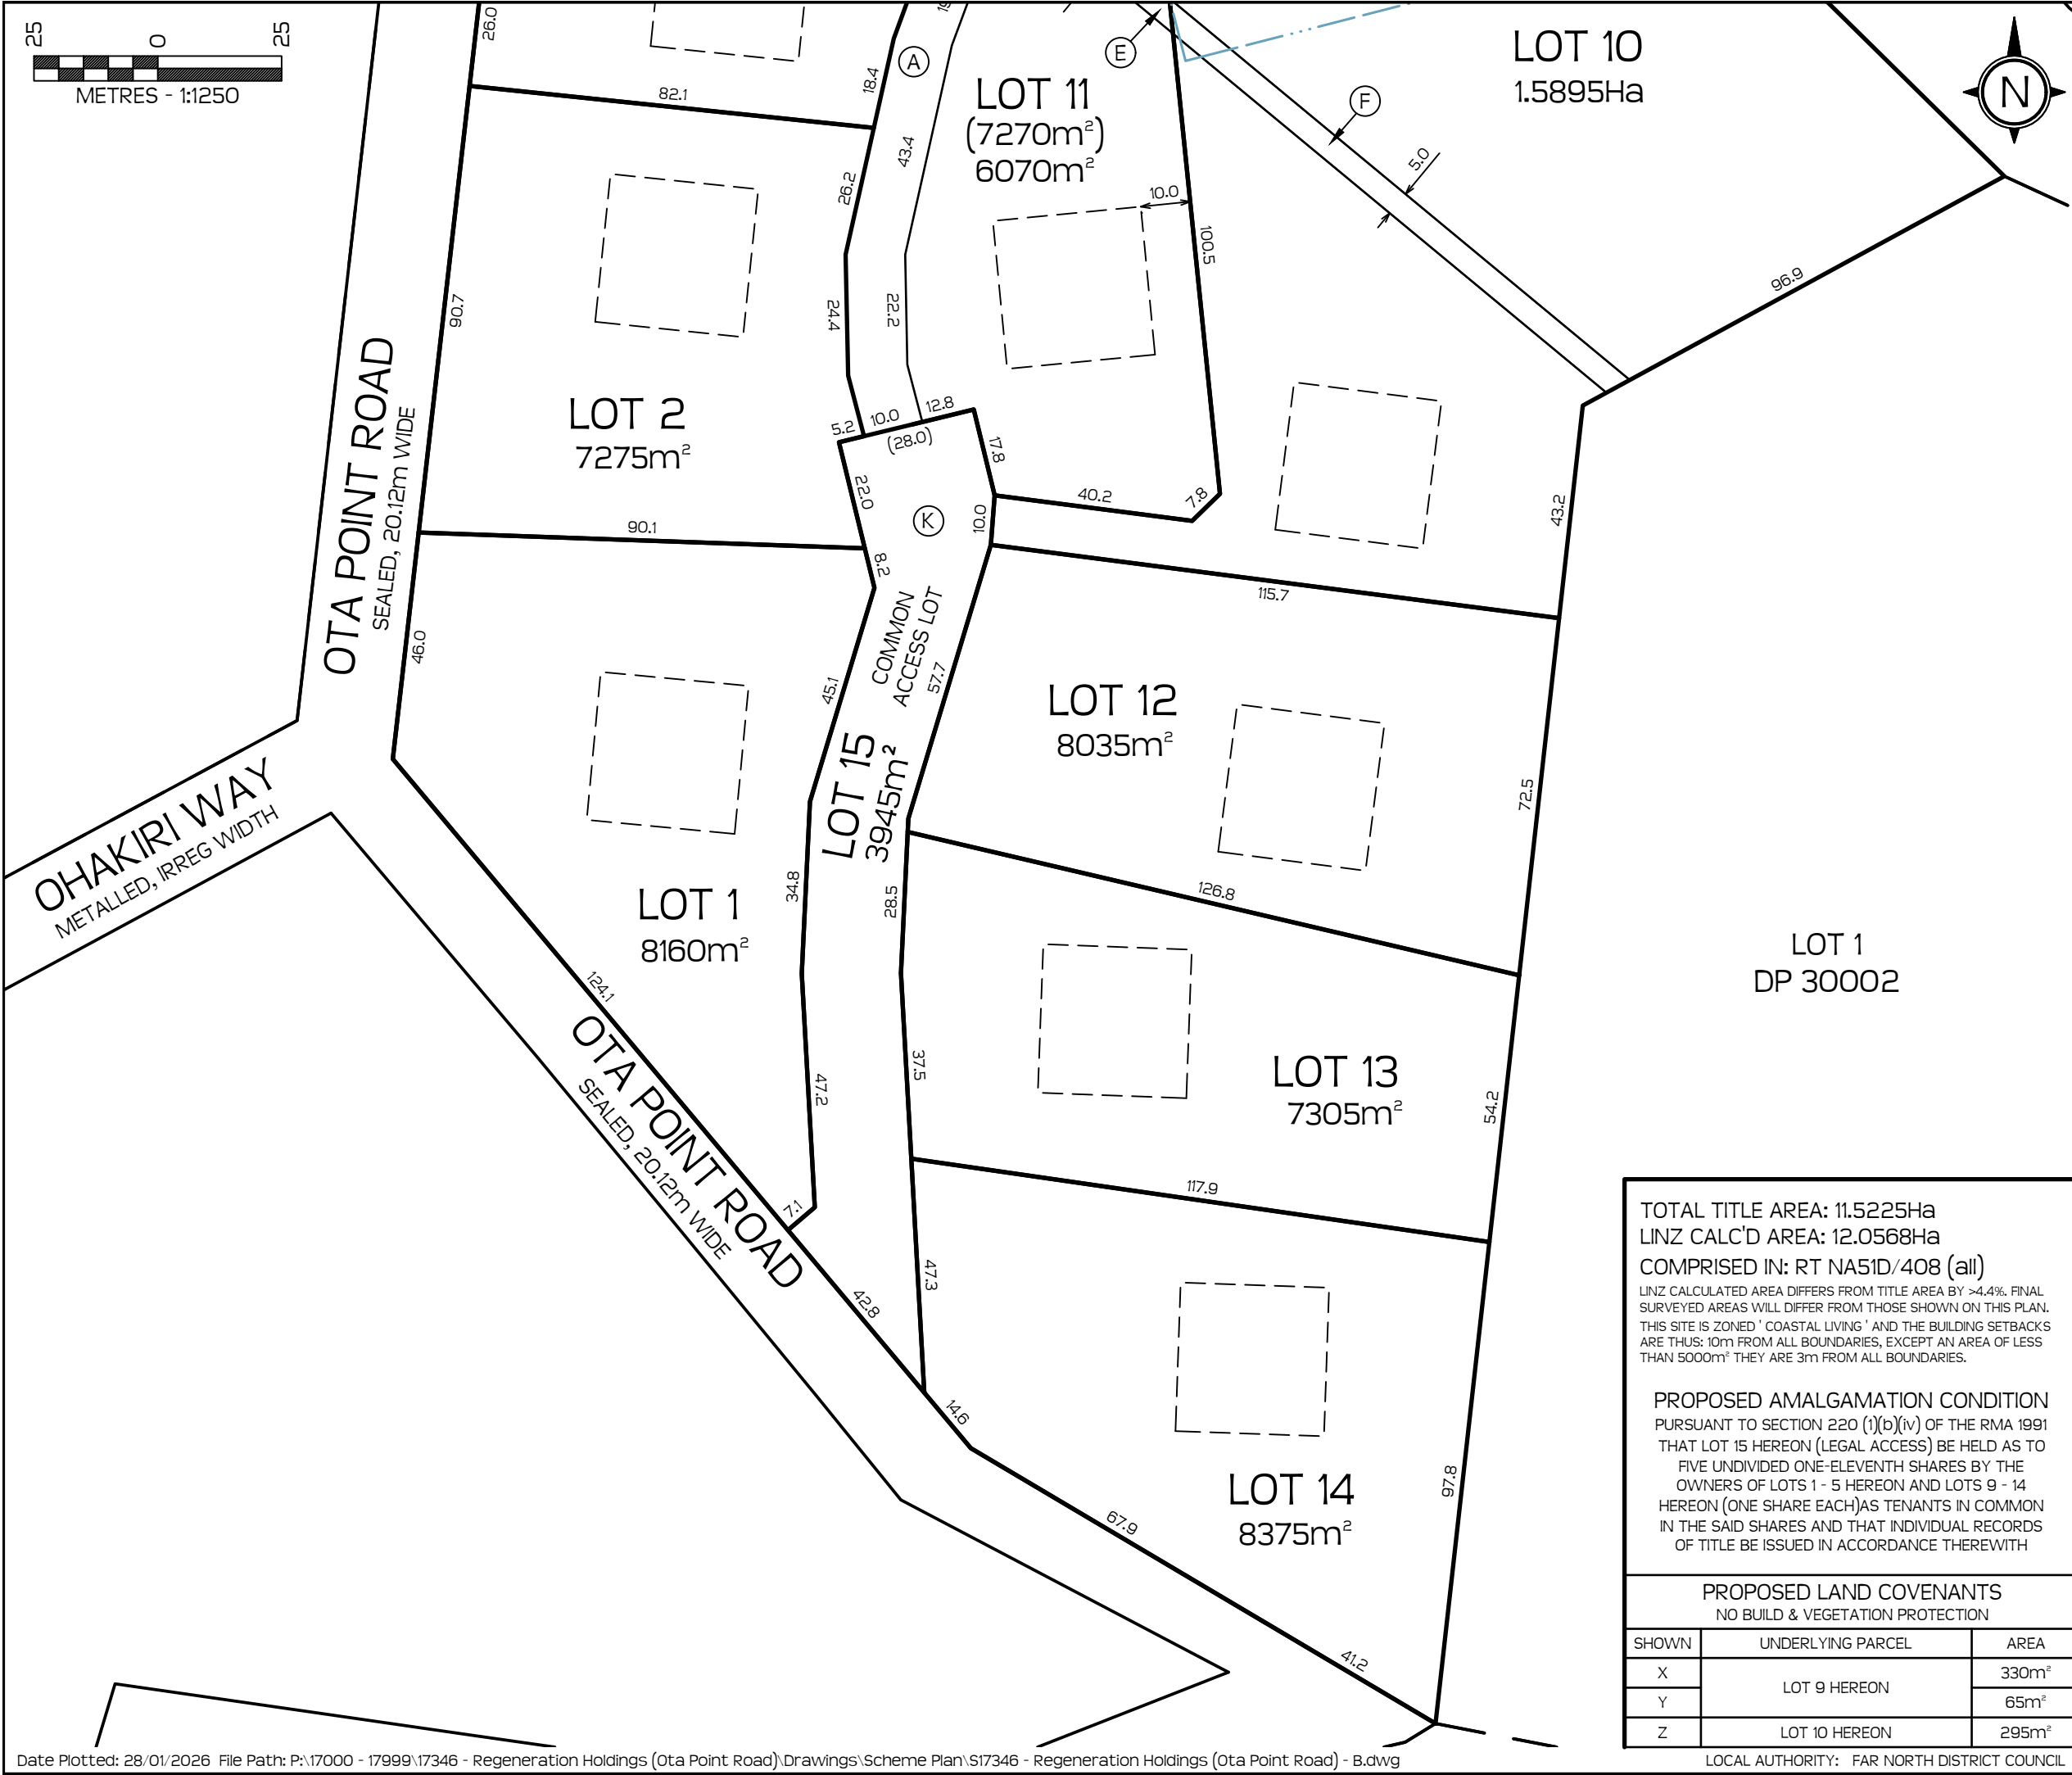 25 0 25
METRES - 1:1250
26.0
82.1
18.4
A
43.4
26.2
LOT 11
(7270m²)
6070m²
E
F
LOT 10
1.5895Ha
N
5.0
10.0
100.5
96.9
90.7
24.4
22.2
OTA POINT ROAD
SEALED, 20.12m WIDE
LOT 2
7275m²
5.2
10.0
12.8
(28.0)
17.8
22.0
K
10.0
40.2
7.8
43.2
90.1
8.2
115.7
46.0
COMMON
ACCESS LOT
45.1
57.7
LOT 12
8035m²
72.5
LOT 15
3945m²
OHAKIRI WAY
METALLED, IRREG WIDTH
34.8
28.5
126.8
LOT 1
8160m²
LOT 1
DP 30002
124.1
OTA POINT ROAD
SEALED, 20.12m WIDE
47.2
37.5
LOT 13
7305m²
54.2
117.9
7.1
42.8
47.3
14.6
LOT 14
8375m²
97.8
67.9
41.2
TOTAL TITLE AREA: 11.5225Ha
LINZ CALC'D AREA: 12.0568Ha
COMPRISED IN: RT NA51D/408 (all)
LINZ CALCULATED AREA DIFFERS FROM TITLE AREA BY >4.4%. FINAL
SURVEYED AREAS WILL DIFFER FROM THOSE SHOWN ON THIS PLAN.
THIS SITE IS ZONED ' COASTAL LIVING ' AND THE BUILDING SETBACKS
ARE THUS: 10m FROM ALL BOUNDARIES, EXCEPT AN AREA OF LESS
THAN 5000m² THEY ARE 3m FROM ALL BOUNDARIES.
PROPOSED AMALGAMATION CONDITION
PURSUANT TO SECTION 220 (1)(b)(iv) OF THE RMA 1991
THAT LOT 15 HEREON (LEGAL ACCESS) BE HELD AS TO
FIVE UNDIVIDED ONE-ELEVENTH SHARES BY THE
OWNERS OF LOTS 1 - 5 HEREON AND LOTS 9 - 14
HEREON (ONE SHARE EACH)AS TENANTS IN COMMON
IN THE SAID SHARES AND THAT INDIVIDUAL RECORDS
OF TITLE BE ISSUED IN ACCORDANCE THEREWITH
PROPOSED LAND COVENANTS
NO BUILD & VEGETATION PROTECTION
SHOWN UNDERLYING PARCEL AREA
X LOT 9 HEREON 330m²
Y 65m²
Z LOT 10 HEREON 295m²
Date Plotted: 28/01/2026 File Path: P:\17000 - 17999\17346 - Regeneration Holdings (Ota Point Road)\Drawings\Scheme Plan\S17346 - Regeneration Holdings (Ota Point Road) - B.dwg
LOCAL AUTHORITY: FAR NORTH DISTRICT COUNCIL